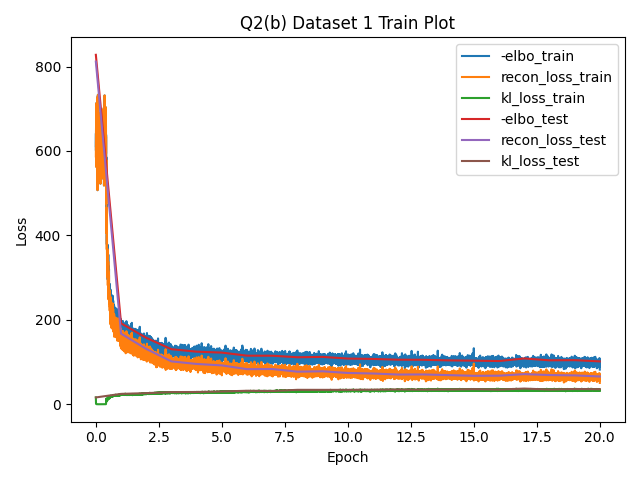 Q2(b) Dataset 1 Train Plot
-elbo_train
recon_loss_train
kl_loss_train
-elbo_test
recon_loss_test
kl_loss_test
Loss
800
600
400
200
0
0.0 2.5 5.0 7.5 10.0 12.5 15.0 17.5 20.0
Epoch